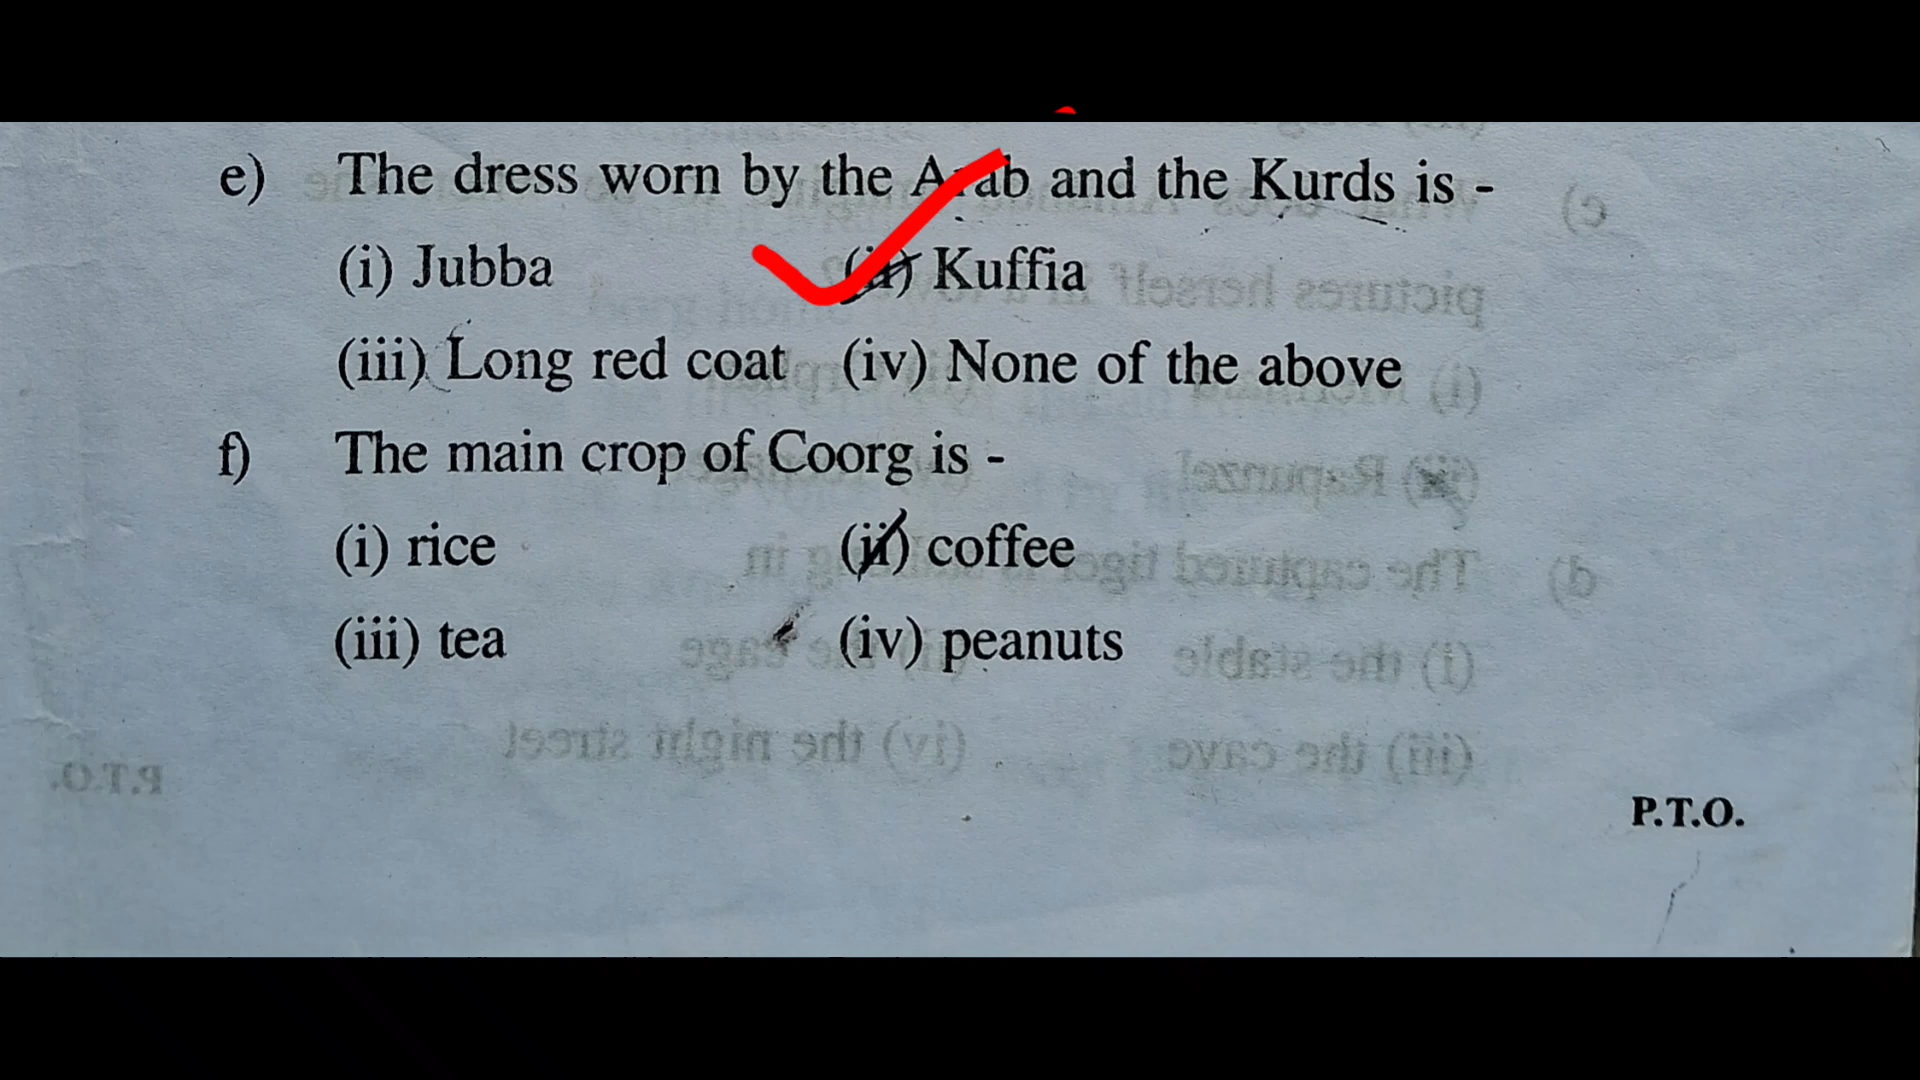 e) The dress worn by the Arab and the Kurds is -
(i) Jubba (ii) Kuffia
(iii) Long red coat (iv) None of the above
f) The main crop of Coorg is -
(i) rice (ii) coffee
(iii) tea (iv) peanuts
P.T.O.